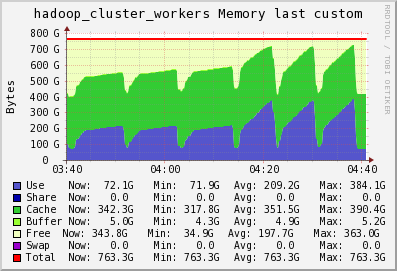 hadoop_cluster_workers Memory last custom
RRDTOOL / TOBI OETIKER
Bytes
800 G
700 G
600 G
500 G
400 G
300 G
200 G
100 G
0
03:40 04:00 04:20 04:40
Use Now: 72.1G Min: 71.9G Avg: 209.2G Max: 384.1G
Share Now: 0.0 Min: 0.0 Avg: 0.0 Max: 0.0
Cache Now: 342.3G Min: 317.8G Avg: 351.5G Max: 390.4G
Buffer Now: 5.0G Min: 4.3G Avg: 4.9G Max: 5.2G
Free Now: 343.8G Min: 34.9G Avg: 197.7G Max: 363.0G
Swap Now: 0.0 Min: 0.0 Avg: 0.0 Max: 0.0
Total Now: 763.3G Min: 763.3G Avg: 763.3G Max: 763.3G